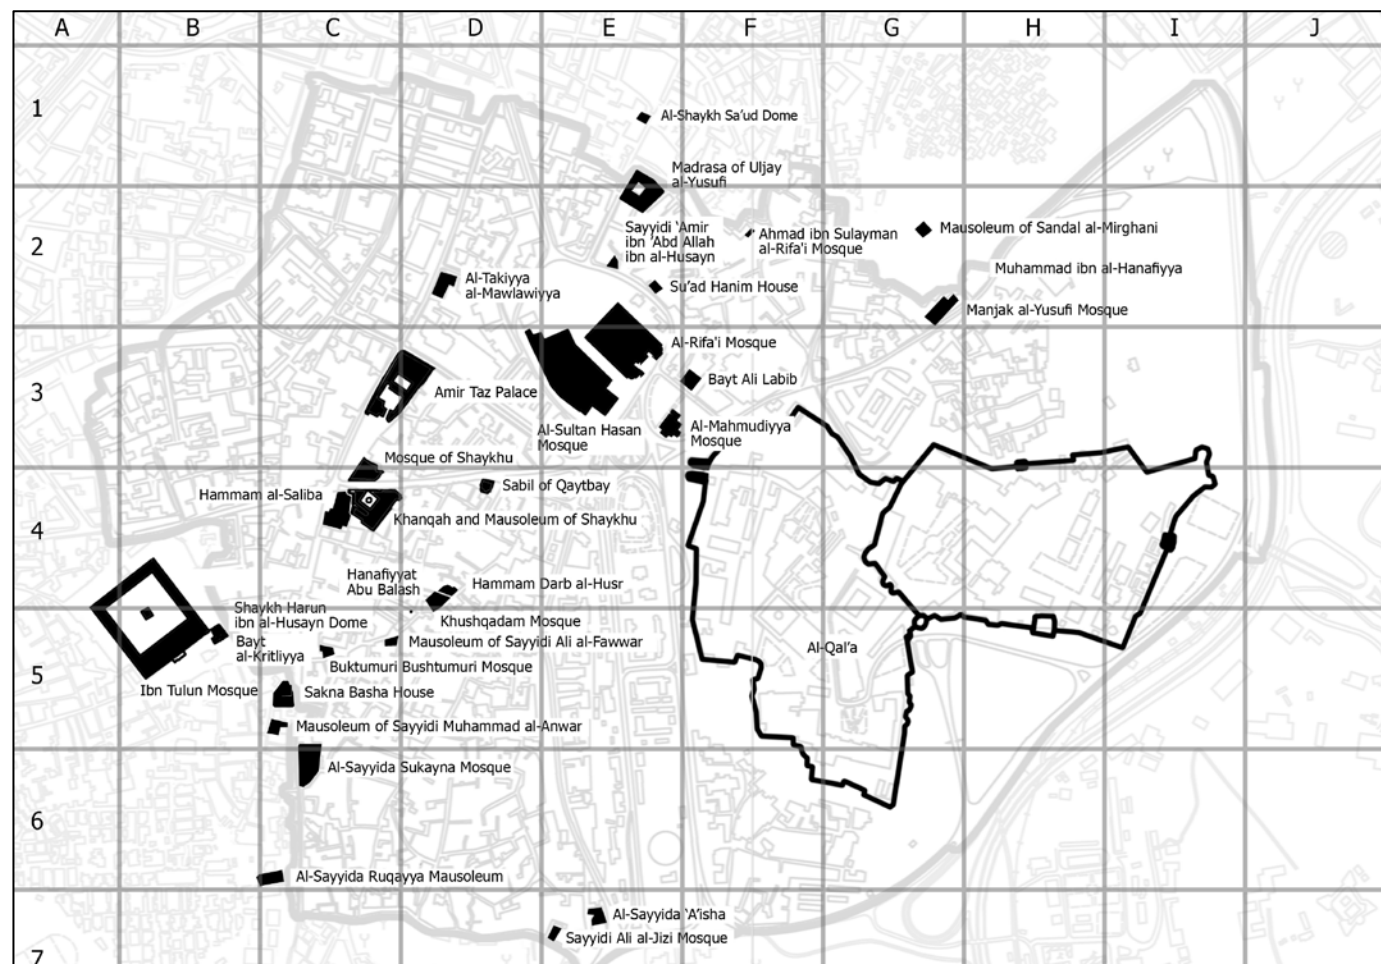 A B C D E F G H I J
1
Al-Shaykh Sa'ud Dome
Madrasa of Uljay
al-Yusufi
2
Sayyidi 'Amir
ibn 'Abd Allah
ibn al-Husayn
Ahmad ibn Sulayman
al-Rifa'i Mosque
Mausoleum of Sandal al-Mirghani
Muhammad ibn al-Hanafiyya
Al-Takiyya
al-Mawlawiyya
Su'ad Hanim House
Manjak al-Yusufi Mosque
3
Al-Rifa'i Mosque
Bayt Ali Labib
Amir Taz Palace
Al-Sultan Hasan
Mosque
Al-Mahmudiyya
Mosque
Mosque of Shaykhu
4
Hammam al-Saliba
Sabil of Qaytbay
Khanqah and Mausoleum of Shaykhu
Hanafiyyat
Abu Balash
Hammam Darb al-Husr
5
Shaykh Harun
ibn al-Husayn Dome
Khushqadam Mosque
Bayt
al-Kritliyya
Mausoleum of Sayyidi Ali al-Fawwar
Al-Qal'a
Buktumuri Bushtumuri Mosque
Ibn Tulun Mosque
Sakna Basha House
Mausoleum of Sayyidi Muhammad al-Anwar
6
Al-Sayyida Sukayna Mosque
Al-Sayyida Ruqayya Mausoleum
7
Al-Sayyida 'A'isha
Sayyidi Ali al-Jizi Mosque